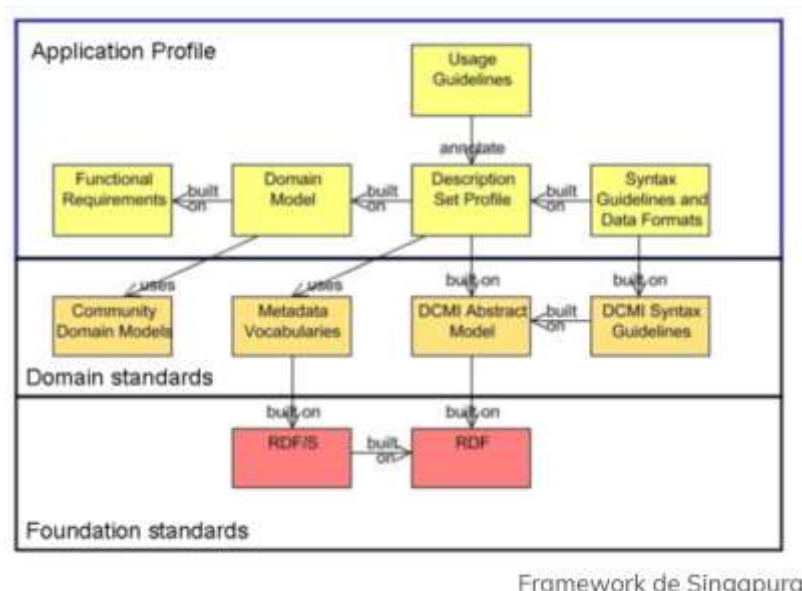 Application Profile
Usage
Guidelines
annotate
Functional
Requirements
built
on
Domain
Model
built
on
Description
Set Profile
built
on
Syntax
Guidelines and
Data Formats
uses
uses
built on
built on
Community
Domain Models
Metadata
Vocabularies
DCMI Abstract
Model
built
on
DCMI Syntax
Guidelines
Domain standards
built on
built on
RDF/S
built
on
RDF
Foundation standards
Framework de Singapura